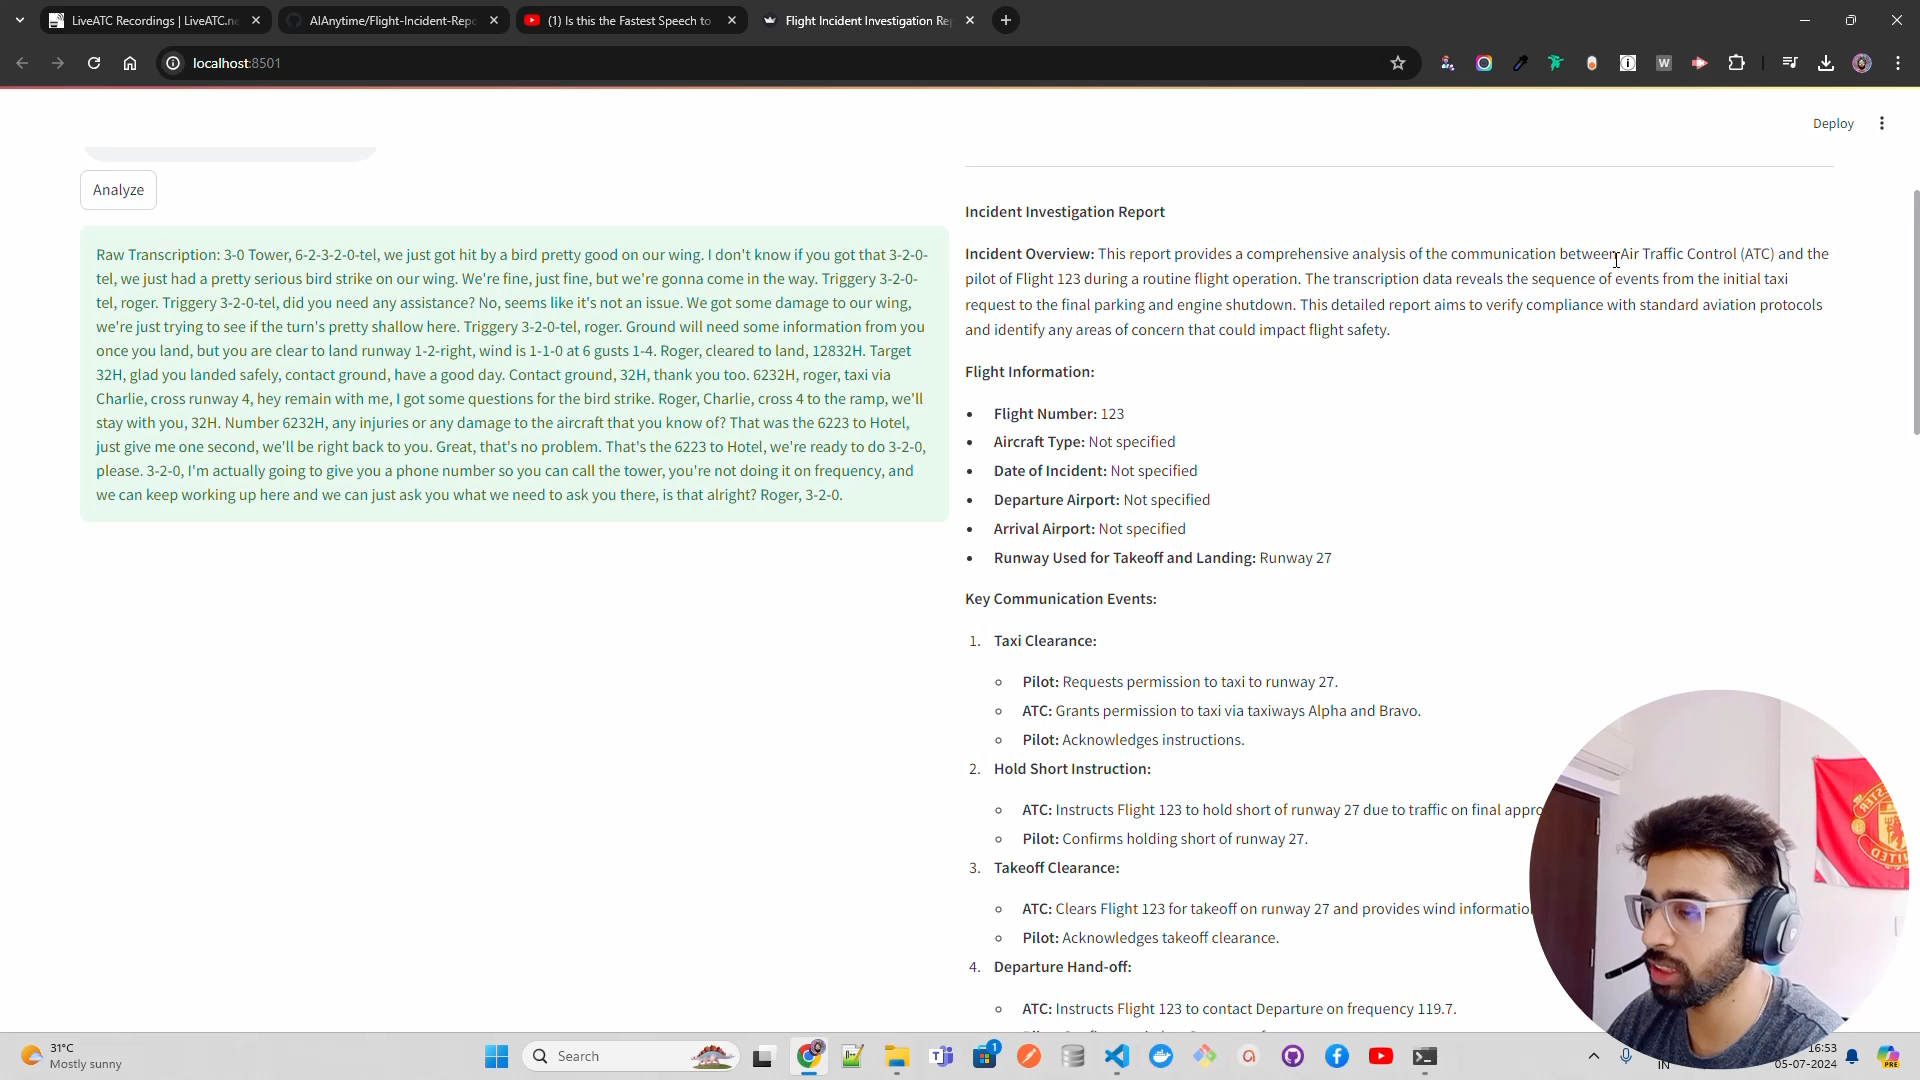 LiveATC Recordings | LiveATC.ne
AIAnytime/Flight-Incident-Repo
(1) Is this the Fastest Speech to
Flight Incident Investigation Re
localhost:8501
Deploy
Analyze
Raw Transcription: 3-0 Tower, 6-2-3-2-0-tel, we just got hit by a bird pretty good on our wing. I don't know if you got that 3-2-0-
tel, we just had a pretty serious bird strike on our wing. We're fine, just fine, but we're gonna come in the way. Triggery 3-2-0-
tel, roger. Triggery 3-2-0-tel, did you need any assistance? No, seems like it's not an issue. We got some damage to our wing,
we're just trying to see if the turn's pretty shallow here. Triggery 3-2-0-tel, roger. Ground will need some information from you
once you land, but you are clear to land runway 1-2-right, wind is 1-1-0 at 6 gusts 1-4. Roger, cleared to land, 12832H. Target
32H, glad you landed safely, contact ground, have a good day. Contact ground, 32H, thank you too. 6232H, roger, taxi via
Charlie, cross runway 4, hey remain with me, I got some questions for the bird strike. Roger, Charlie, cross 4 to the ramp, we'll
stay with you, 32H. Number 6232H, any injuries or any damage to the aircraft that you know of? That was the 6223 to Hotel,
just give me one second, we'll be right back to you. Great, that's no problem. That's the 6223 to Hotel, we're ready to do 3-2-0,
please. 3-2-0, I'm actually going to give you a phone number so you can call the tower, you're not doing it on frequency, and
we can keep working up here and we can just ask you what we need to ask you there, is that alright? Roger, 3-2-0.
Incident Investigation Report
Incident Overview: This report provides a comprehensive analysis of the communication between Air Traffic Control (ATC) and the
pilot of Flight 123 during a routine flight operation. The transcription data reveals the sequence of events from the initial taxi
request to the final parking and engine shutdown. This detailed report aims to verify compliance with standard aviation protocols
and identify any areas of concern that could impact flight safety.
Flight Information:
• Flight Number: 123
• Aircraft Type: Not specified
• Date of Incident: Not specified
• Departure Airport: Not specified
• Arrival Airport: Not specified
• Runway Used for Takeoff and Landing: Runway 27
Key Communication Events:
1. Taxi Clearance:
○ Pilot: Requests permission to taxi to runway 27.
○ ATC: Grants permission to taxi via taxiways Alpha and Bravo.
○ Pilot: Acknowledges instructions.
2. Hold Short Instruction:
○ ATC: Instructs Flight 123 to hold short of runway 27 due to traffic on final appro
○ Pilot: Confirms holding short of runway 27.
3. Takeoff Clearance:
○ ATC: Clears Flight 123 for takeoff on runway 27 and provides wind informatio
○ Pilot: Acknowledges takeoff clearance.
4. Departure Hand-off:
○ ATC: Instructs Flight 123 to contact Departure on frequency 119.7.
31°C
Mostly sunny
Search
1
IN
16:53
05-07-2024
PRE
UNITED